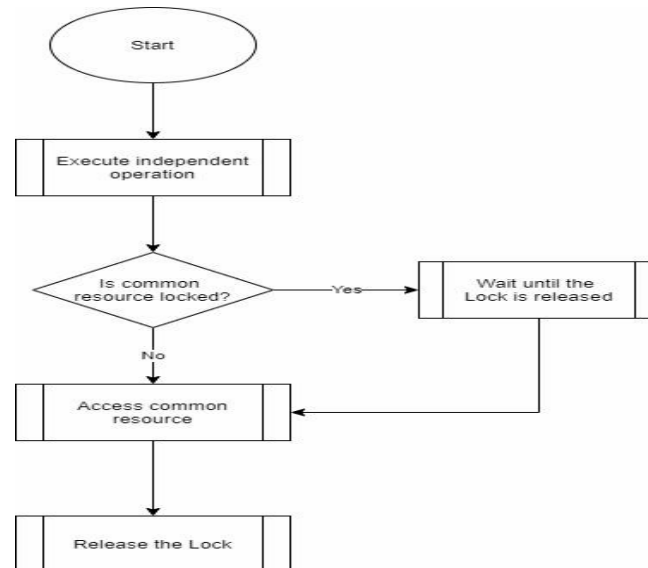 Start
Execute independent
operation
Is common
resource locked?
Yes
Wait until the
Lock is released
No
Access common
resource
Release the Lock